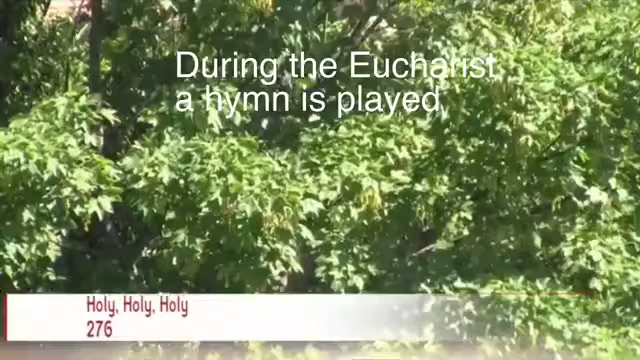 During the Eucharist
a hymn is played
Holy, Holy, Holy
276